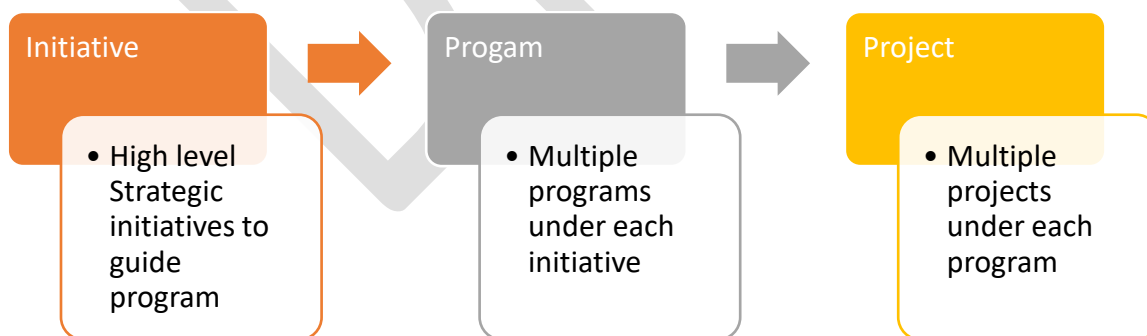 Initiative
• High level
Strategic
initiatives to
guide
program
Progam
• Multiple
programs
under each
initiative
Project
• Multiple
projects
under each
program